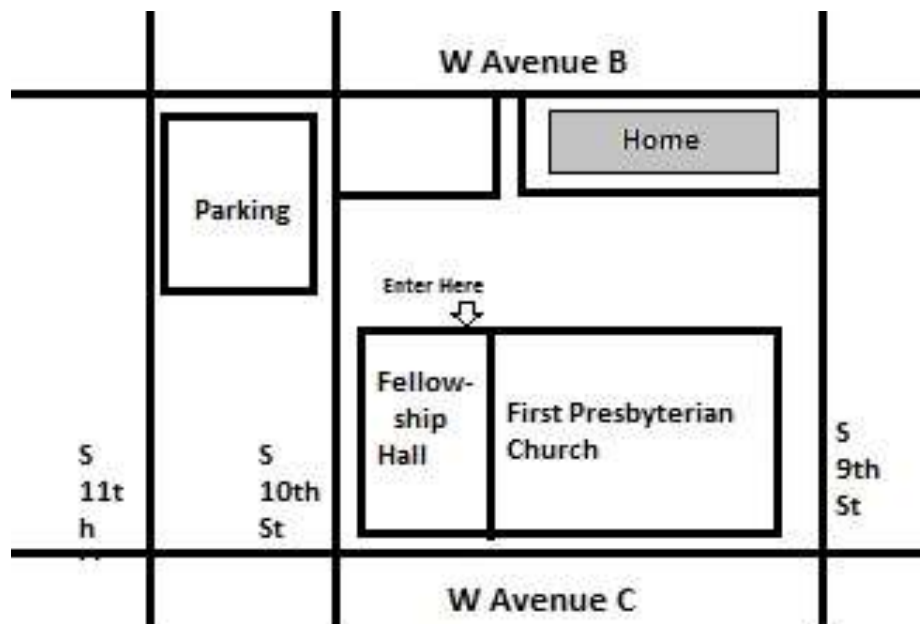 W Avenue B
Home
Parking
Enter Here
Fellow-
ship
Hall
First Presbyterian
Church
S
11t
h
S
10th
St
S
9th
St
W Avenue C